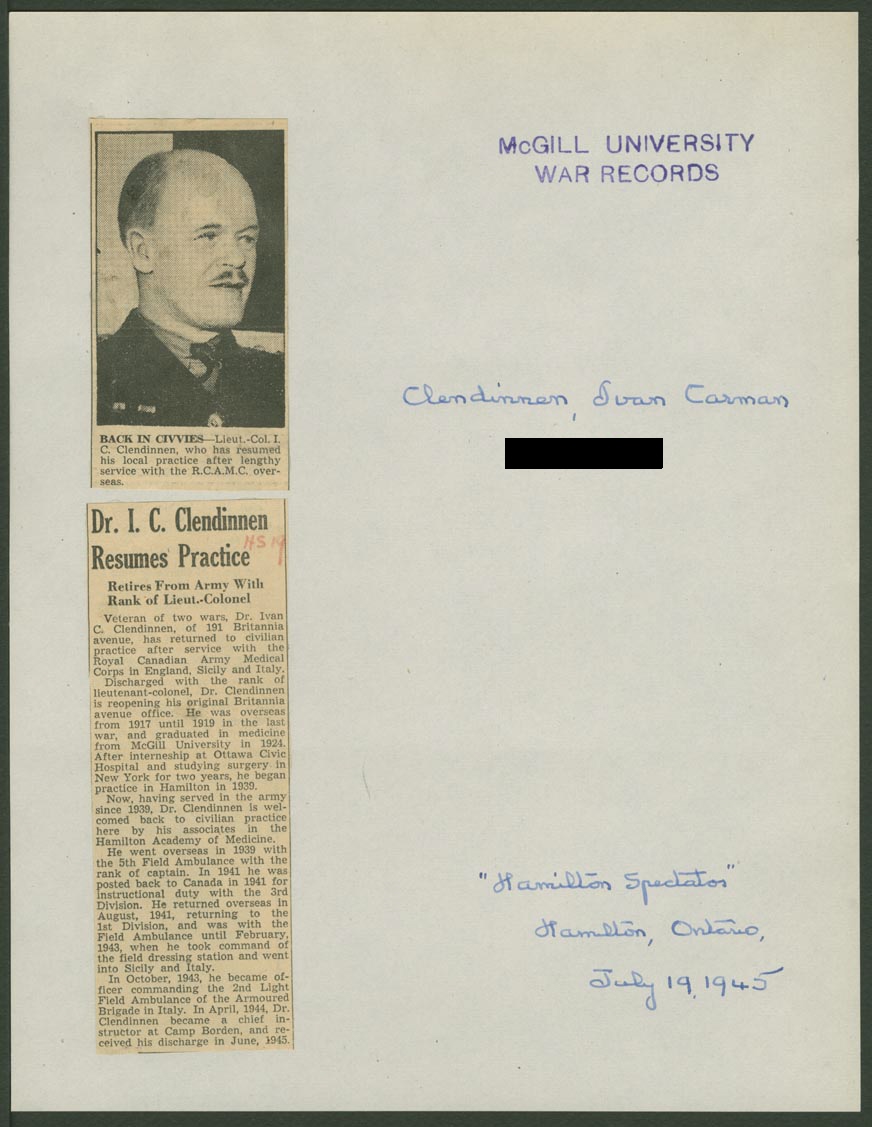 McGILL UNIVERSITY
WAR RECORDS
Clendinnen, Ivan Carman
BACK IN CIVVIES—Lieut.-Col. I.
C. Clendinnen, who has resumed
his local practice after lengthy
service with the R.C.A.M.C. over-
seas.
Dr. I. C. Clendinnen
Resumes Practice
HS 19
Retires From Army With
Rank of Lieut.-Colonel
Veteran of two wars, Dr. Ivan
C. Clendinnen, of 191 Britannia
avenue, has returned to civilian
practice after service with the
Royal Canadian Army Medical
Corps in England, Sicily and Italy.
Discharged with the rank of
lieutenant-colonel, Dr. Clendinnen
is reopening his original Britannia
avenue office. He was overseas
from 1917 until 1919 in the last
war, and graduated in medicine
from McGill University in 1924.
After interneship at Ottawa Civic
Hospital and studying surgery in
New York for two years, he began
practice in Hamilton in 1939.
Now, having served in the army
since 1939, Dr. Clendinnen is wel-
comed back to civilian practice
here by his associates in the
Hamilton Academy of Medicine.
He went overseas in 1939 with
the 5th Field Ambulance with the
rank of captain. In 1941 he was
posted back to Canada in 1941 for
instructional duty with the 3rd
Division. He returned overseas in
August, 1941, returning to the
1st Division, and was with the
Field Ambulance until February,
1943, when he took command of
the field dressing station and went
into Sicily and Italy.
In October, 1943, he became of-
ficer commanding the 2nd Light
Field Ambulance of the Armoured
Brigade in Italy. In April, 1944, Dr.
Clendinnen became a chief in-
structor at Camp Borden, and re-
ceived his discharge in June, 1945.
"Hamilton Spectator"
Hamilton, Ontario,
July 19, 1945